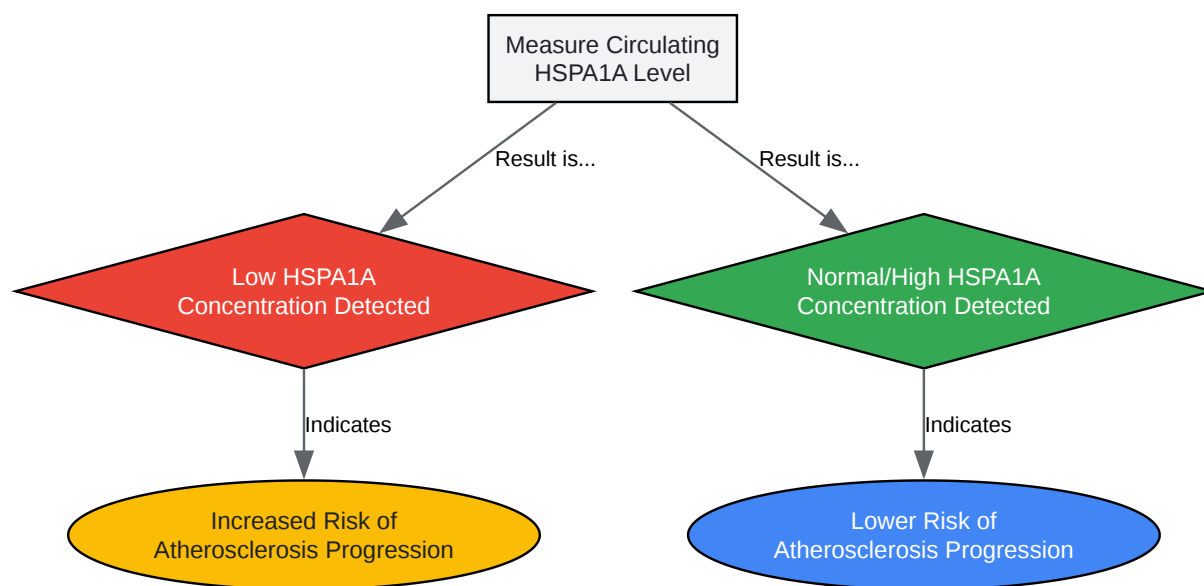 Measure Circulating
HSPA1A Level
Result is...
Result is...
Low HSPA1A
Concentration Detected
Normal/High HSPA1A
Concentration Detected
Indicates
Indicates
Increased Risk of
Atherosclerosis Progression
Lower Risk of
Atherosclerosis Progression